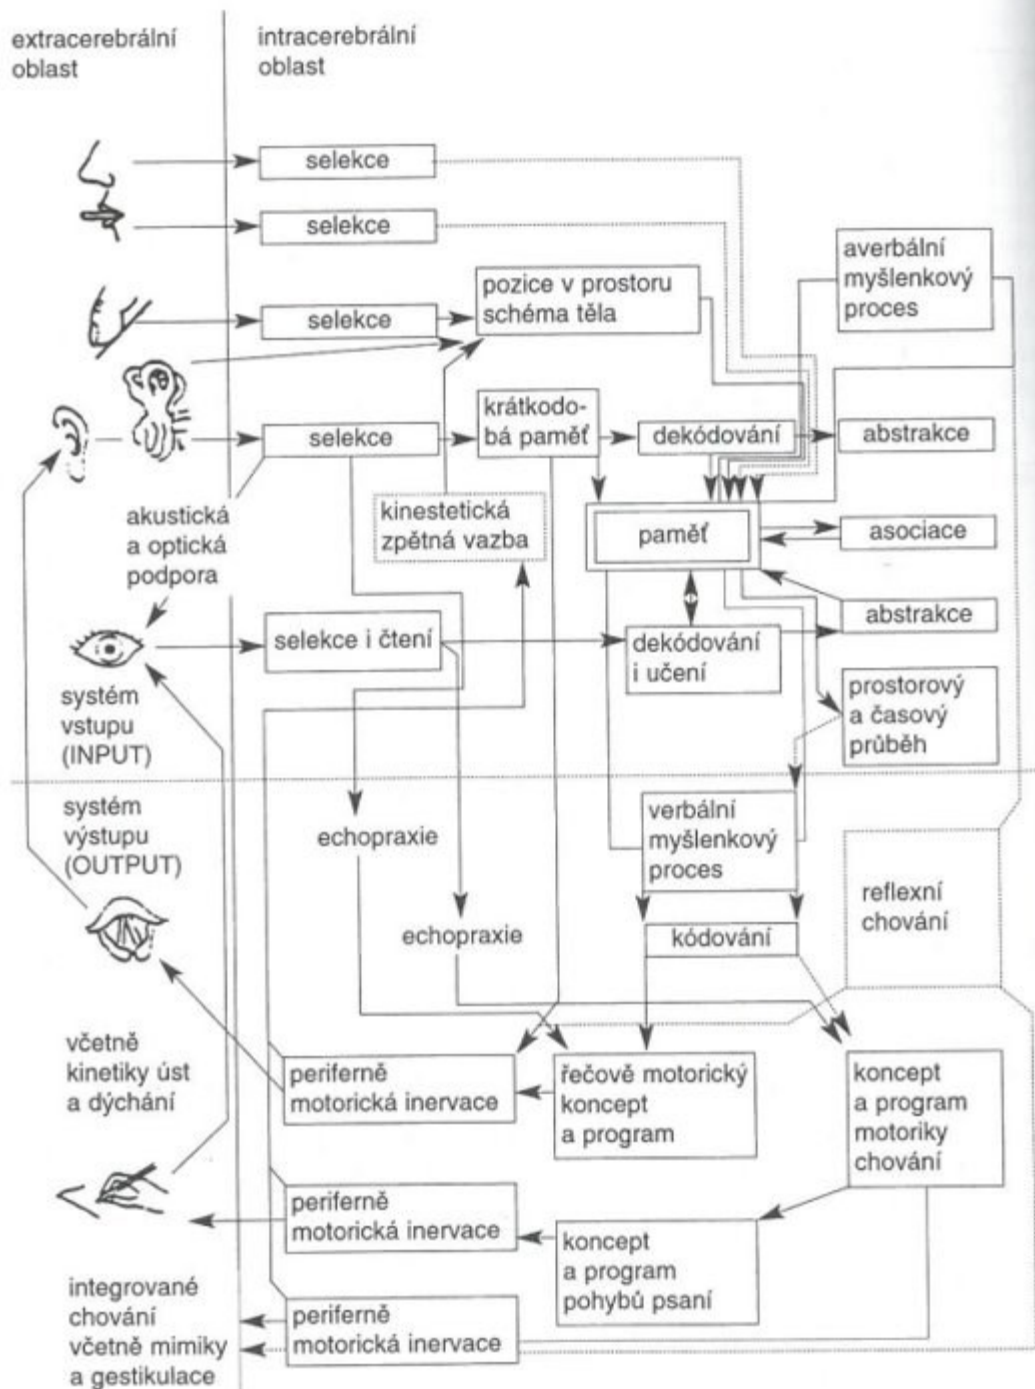 extracerebrální
oblast
intracerebrální
oblast
selekce
selekce
selekce
pozice v prostoru
schéma těla
averbální
myšlenkový
proces
selekce
krátkodo-
bá paměť
dekódování
abstrakce
akustická
a optická
podpora
kinestetická
zpětná vazba
paměť
asociace
abstrakce
selekce i čtení
dekódování
i učení
systém
vstupu
(INPUT)
prostorový
a časový
průběh
systém
výstupu
(OUTPUT)
echopraxie
verbální
myšlenkový
proces
reflexní
chování
echopraxie
kódování
včetně
kinetiky úst
a dýchání
periferně
motorická inervace
řečově motorický
koncept
a program
koncept
a program
motoriky
chování
periferně
motorická inervace
koncept
a program
pohybů psaní
integrované
chování
včetně mimiky
a gestikulace
periferně
motorická inervace